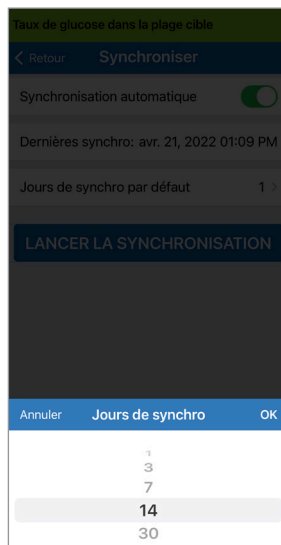 Taux de glucose dans la plage cible
Retour Synchroniser
Synchronisation automatique
Dernières synchro: avr. 21, 2022 01:09 PM
Jours de synchro par défaut 1
LANCER LA SYNCHRONISATION
Annuler Jours de synchro OK
1
3
7
14
30